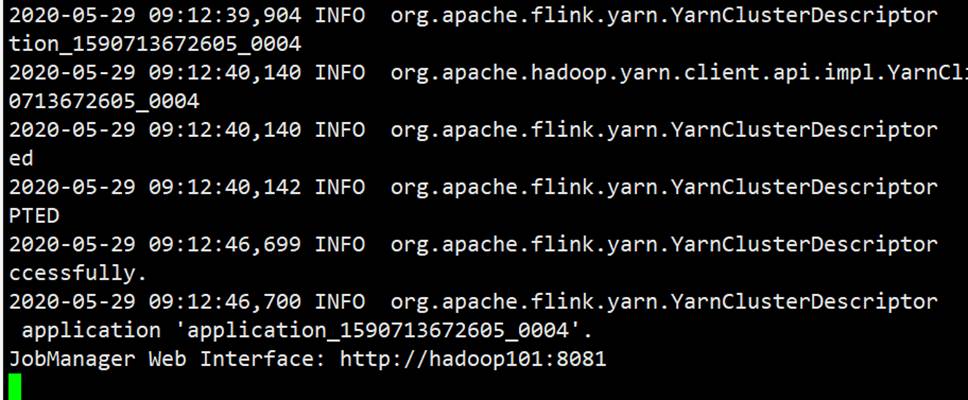 2020-05-29 09:12:39,904 INFO  org.apache.flink.yarn.YarnClusterDescriptor
tion_1590713672605_0004
2020-05-29 09:12:40,140 INFO  org.apache.hadoop.yarn.client.api.impl.YarnCli
0713672605_0004
2020-05-29 09:12:40,140 INFO  org.apache.flink.yarn.YarnClusterDescriptor
ed
2020-05-29 09:12:40,142 INFO  org.apache.flink.yarn.YarnClusterDescriptor
PTED
2020-05-29 09:12:46,699 INFO  org.apache.flink.yarn.YarnClusterDescriptor
ccessfully.
2020-05-29 09:12:46,700 INFO  org.apache.flink.yarn.YarnClusterDescriptor
 application 'application_1590713672605_0004'.
JobManager Web Interface: http://hadoop101:8081